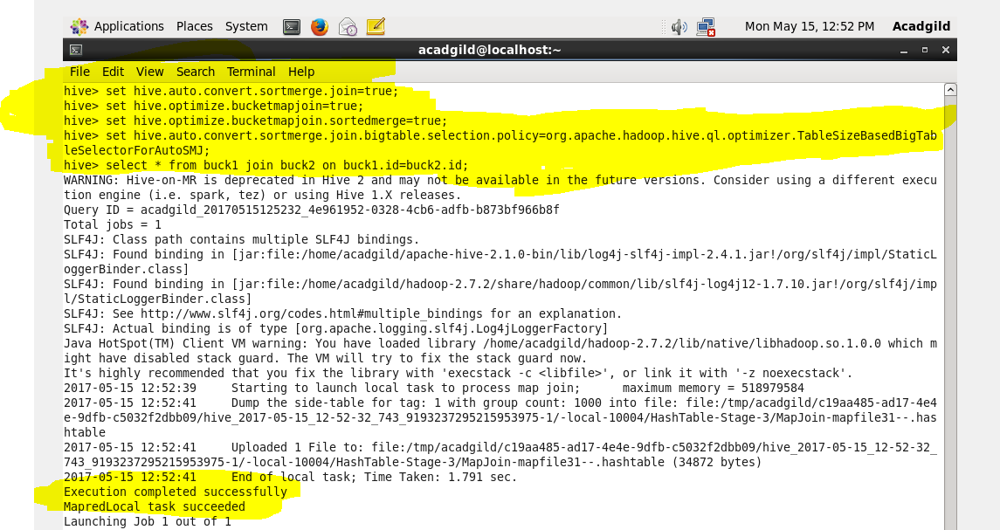 Applications Places System Mon May 15, 12:52 PM Acadgild
acadgild@localhost:~
File Edit View Search Terminal Help
hive> set hive.auto.convert.sortmerge.join=true;
hive> set hive.optimize.bucketmapjoin=true;
hive> set hive.optimize.bucketmapjoin.sortedmerge=true;
hive> set hive.auto.convert.sortmerge.join.bigtable.selection.policy=org.apache.hadoop.hive.ql.optimizer.TableSizeBasedBigTab
leSelectorForAutoSMJ;
hive> select * from buck1 join buck2 on buck1.id=buck2.id;
WARNING: Hive-on-MR is deprecated in Hive 2 and may not be available in the future versions. Consider using a different execu
tion engine (i.e. spark, tez) or using Hive 1.X releases.
Query ID = acadgild_20170515125232_4e961952-0328-4cb6-adfb-b873bf966b8f
Total jobs = 1
SLF4J: Class path contains multiple SLF4J bindings.
SLF4J: Found binding in [jar:file:/home/acadgild/apache-hive-2.1.0-bin/lib/log4j-slf4j-impl-2.4.1.jar!/org/slf4j/impl/StaticL
oggerBinder.class]
SLF4J: Found binding in [jar:file:/home/acadgild/hadoop-2.7.2/share/hadoop/common/lib/slf4j-log4j12-1.7.10.jar!/org/slf4j/imp
l/StaticLoggerBinder.class]
SLF4J: See http://www.slf4j.org/codes.html#multiple_bindings for an explanation.
SLF4J: Actual binding is of type [org.apache.logging.slf4j.Log4jLoggerFactory]
Java HotSpot(TM) Client VM warning: You have loaded library /home/acadgild/hadoop-2.7.2/lib/native/libhadoop.so.1.0.0 which m
ight have disabled stack guard. The VM will try to fix the stack guard now.
It's highly recommended that you fix the library with 'execstack -c <libfile>', or link it with '-z noexecstack'.
2017-05-15 12:52:39 Starting to launch local task to process map join; maximum memory = 518979584
2017-05-15 12:52:41 Dump the side-table for tag: 1 with group count: 1000 into file: file:/tmp/acadgild/c19aa485-ad17-4e4
e-9dfb-c5032f2dbb09/hive_2017-05-15_12-52-32_743_9193237295215953975-1/-local-10004/HashTable-Stage-3/MapJoin-mapfile31--.has
htable
2017-05-15 12:52:41 Uploaded 1 File to: file:/tmp/acadgild/c19aa485-ad17-4e4e-9dfb-c5032f2dbb09/hive_2017-05-15_12-52-32_
743_9193237295215953975-1/-local-10004/HashTable-Stage-3/MapJoin-mapfile31--.hashtable (34872 bytes)
2017-05-15 12:52:41 End of local task; Time Taken: 1.791 sec.
Execution completed successfully
MapredLocal task succeeded
Launching Job 1 out of 1